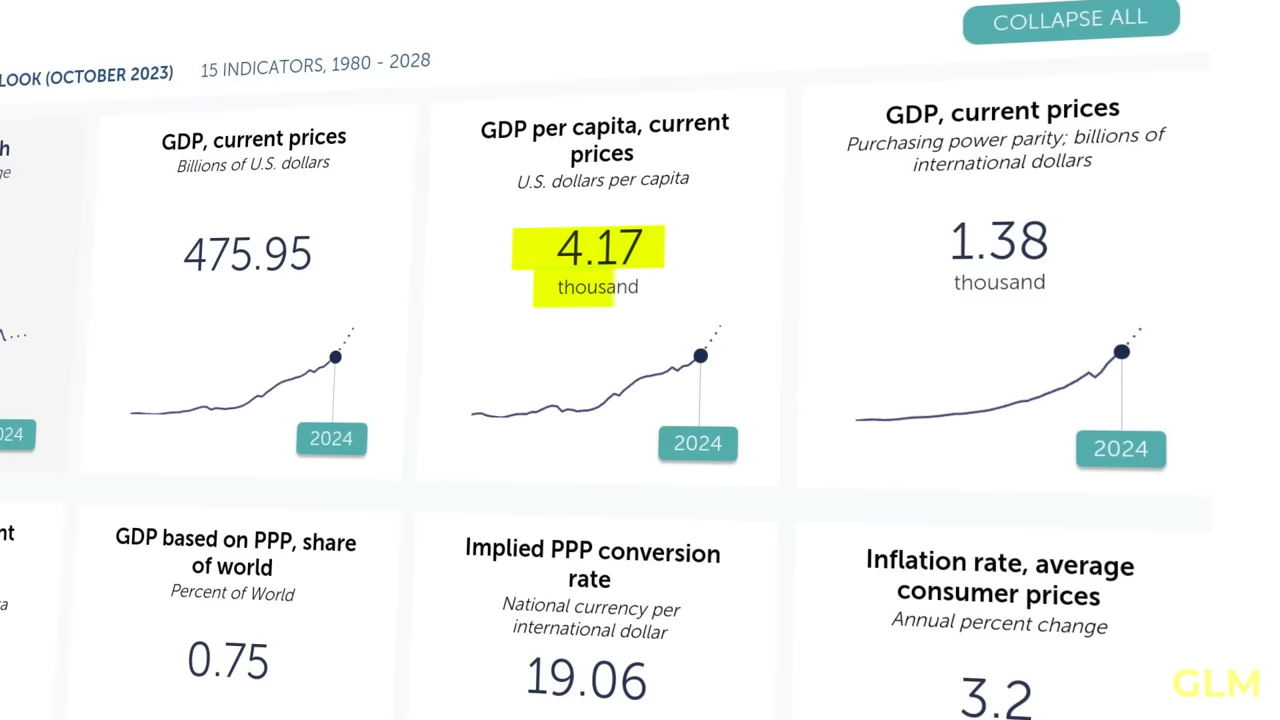 LOOK (OCTOBER 2023) 15 INDICATORS, 1980 - 2028
COLLAPSE ALL
GDP, current prices
Billions of U.S. dollars
475.95
2024
GDP per capita, current
prices
U.S. dollars per capita
4.17
thousand
2024
GDP, current prices
Purchasing power parity; billions of
international dollars
1.38
thousand
2024
GDP based on PPP, share
of world
Percent of World
0.75
Implied PPP conversion
rate
National currency per
international dollar
19.06
Inflation rate, average
consumer prices
Annual percent change
3.2
GLM